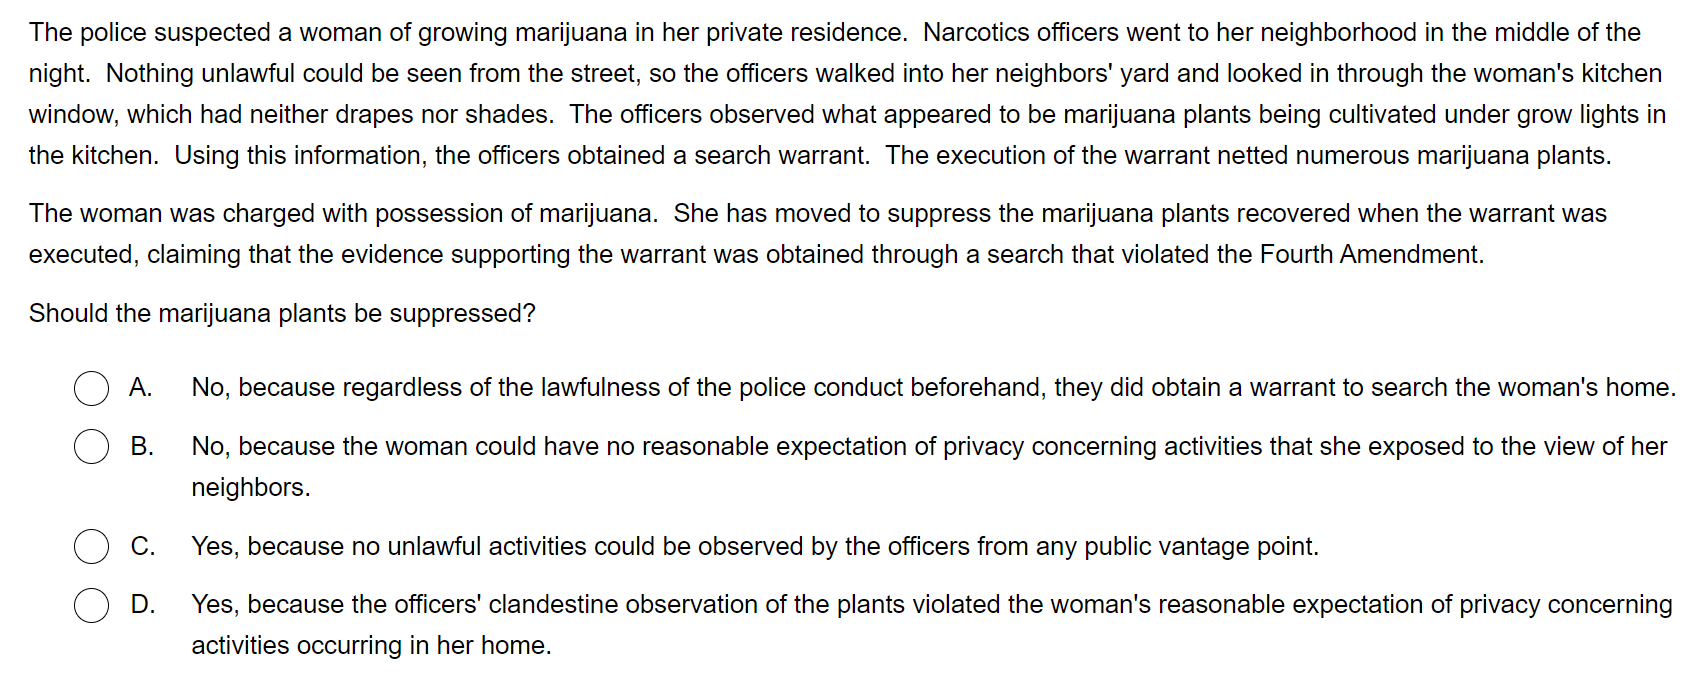 The police suspected a woman of growing marijuana in her private residence.  Narcotics officers went to her neighborhood in the middle of the
night.  Nothing unlawful could be seen from the street, so the officers walked into her neighbors' yard and looked in through the woman's kitchen
window, which had neither drapes nor shades.  The officers observed what appeared to be marijuana plants being cultivated under grow lights in
the kitchen.  Using this information, the officers obtained a search warrant.  The execution of the warrant netted numerous marijuana plants.
The woman was charged with possession of marijuana.  She has moved to suppress the marijuana plants recovered when the warrant was
executed, claiming that the evidence supporting the warrant was obtained through a search that violated the Fourth Amendment.
Should the marijuana plants be suppressed?
A. No, because regardless of the lawfulness of the police conduct beforehand, they did obtain a warrant to search the woman's home.
B. No, because the woman could have no reasonable expectation of privacy concerning activities that she exposed to the view of her
neighbors.
C. Yes, because no unlawful activities could be observed by the officers from any public vantage point.
D. Yes, because the officers' clandestine observation of the plants violated the woman's reasonable expectation of privacy concerning
activities occurring in her home.